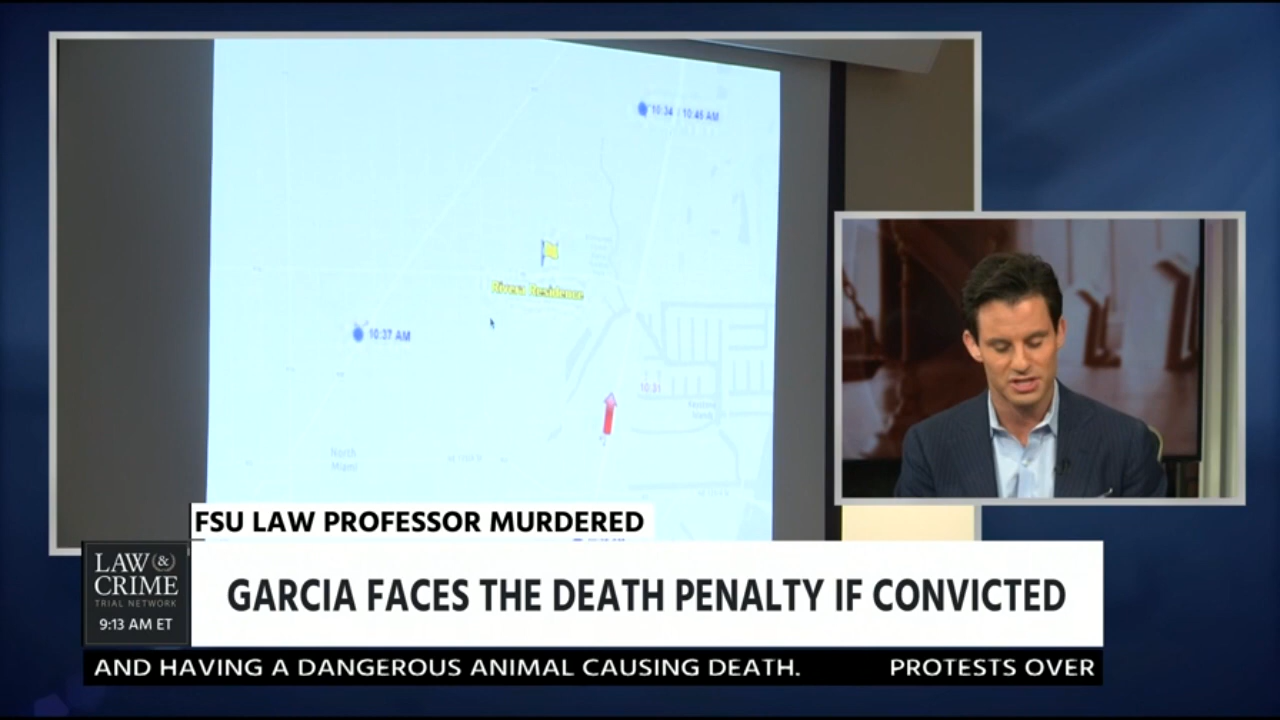 10:34 / 10:45 AM
Rivera Residence
10:37 AM
10:31
North
Miami
FSU LAW PROFESSOR MURDERED
LAW &
CRIME
TRIAL NETWORK
9:13 AM ET
GARCIA FACES THE DEATH PENALTY IF CONVICTED
AND HAVING A DANGEROUS ANIMAL CAUSING DEATH. PROTESTS OVER